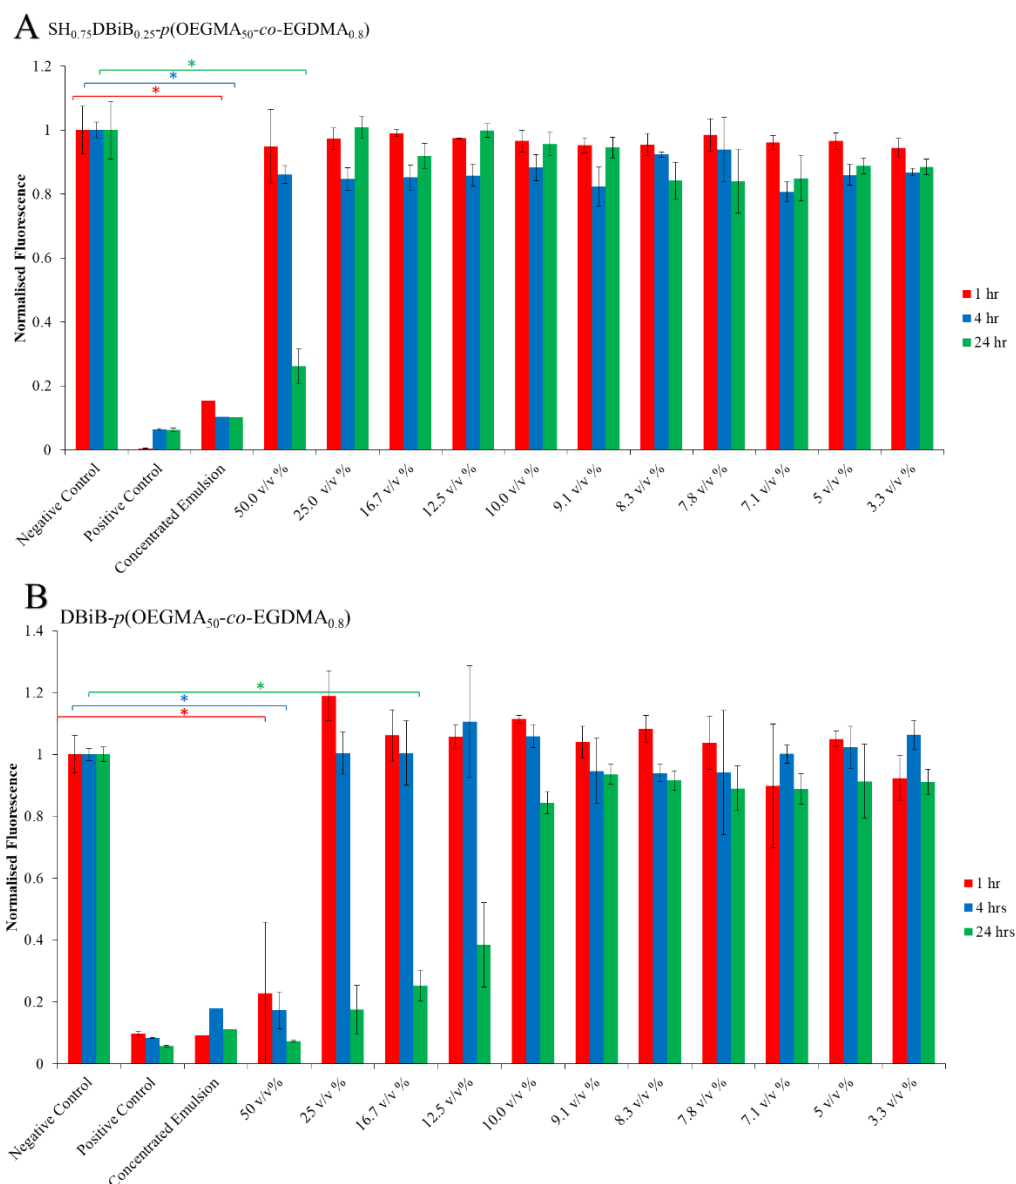 A SH0.75DBiB0.25-p(OEGMA50-co-EGDMA0.8)
1.2
1
0.8
0.6
0.4
0.2
0
Normalised Fluorescence
*
*
*
1 hr
4 hr
24 hr
Negative Control
Positive Control
Concentrated Emulsion
50.0 v/v%
25.0 v/v%
16.7 v/v%
12.5 v/v%
10.0 v/v%
9.1 v/v%
8.3 v/v%
7.8 v/v%
7.1 v/v%
5 v/v%
3.3 v/v%
B DBiB-p(OEGMA50-co-EGDMA0.8)
1.4
1.2
1
0.8
0.6
0.4
0.2
0
Normalised Fluorescence
*
*
*
1 hr
4 hrs
24 hrs
Negative Control
Positive Control
Concentrated Emulsion
50 v/v%
25 v/v%
16.7 v/v%
12.5 v/v%
10.0 v/v%
9.1 v/v%
8.3 v/v%
7.8 v/v%
7.1 v/v%
5 v/v%
3.3 v/v%